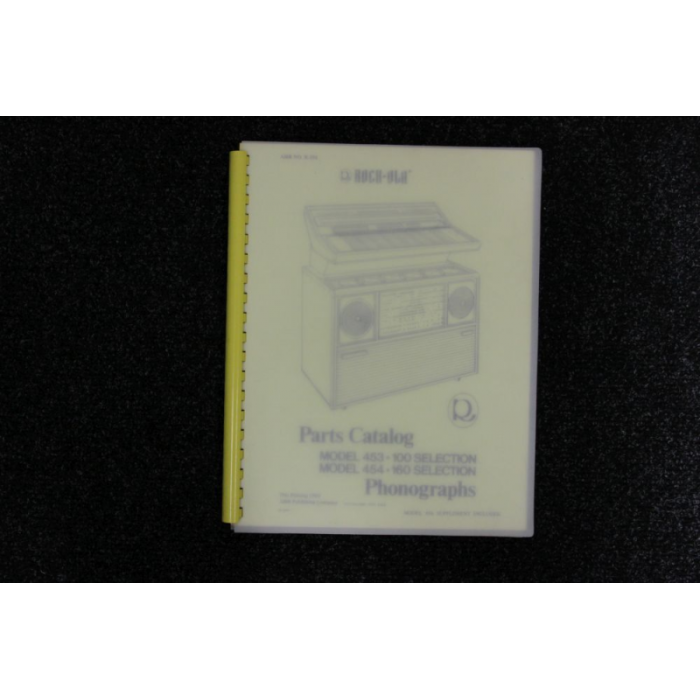 ROCK-OLA
Parts Catalog
MODEL 453 - 100 SELECTION
MODEL 454 - 160 SELECTION
Phonographs